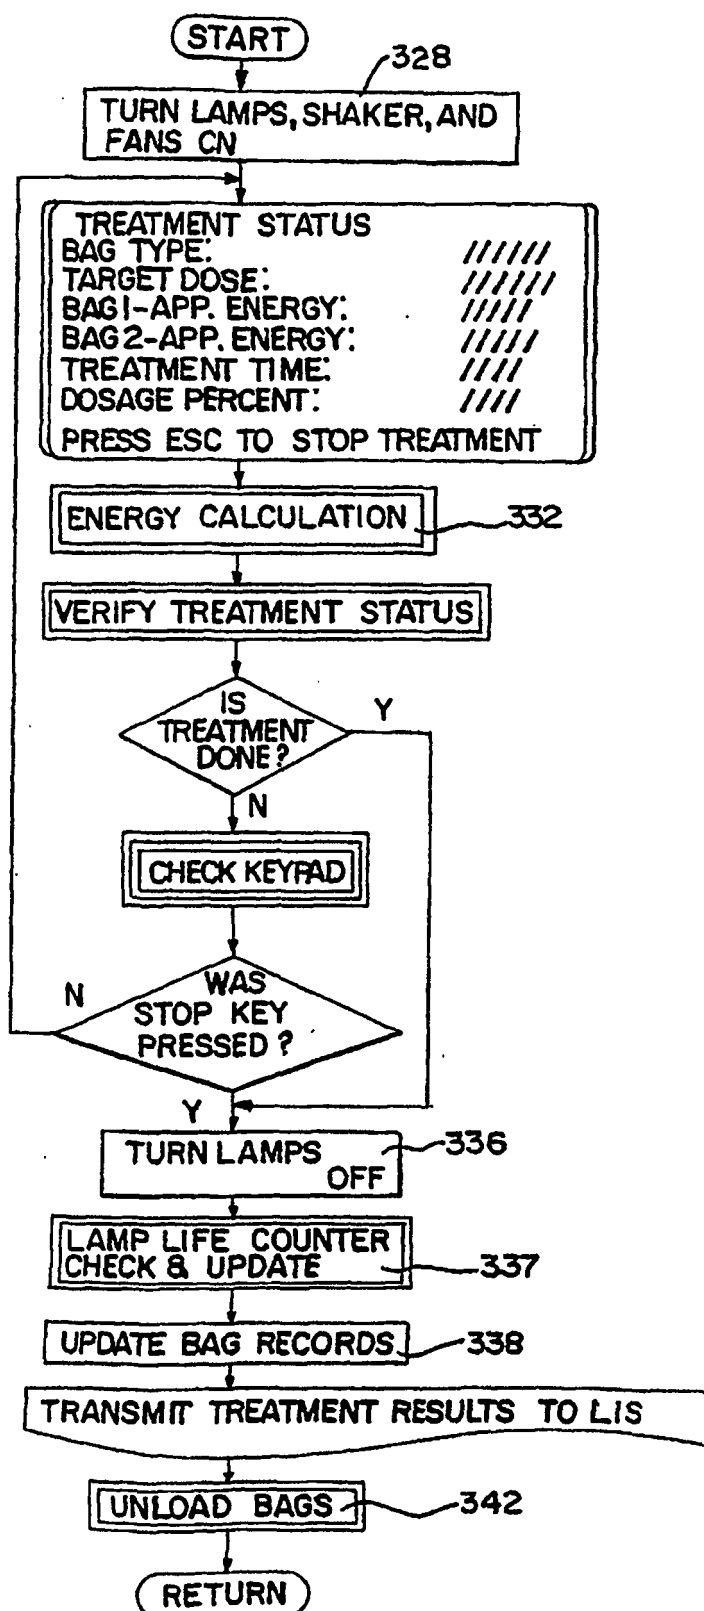 START
328
TURN LAMPS, SHAKER, AND
FANS CN
TREATMENT STATUS
BAG TYPE: //////
TARGET DOSE: //////
BAG 1-APP. ENERGY: /////
BAG 2-APP. ENERGY: /////
TREATMENT TIME: ////
DOSAGE PERCENT: ////
PRESS ESC TO STOP TREATMENT
ENERGY CALCULATION 332
VERIFY TREATMENT STATUS
IS
TREATMENT
DONE?
Y
N
CHECK KEYPAD
WAS
STOP KEY
PRESSED?
N
Y
TURN LAMPS
OFF
336
LAMP LIFE COUNTER
CHECK & UPDATE
337
UPDATE BAG RECORDS 338
TRANSMIT TREATMENT RESULTS TO LIS
UNLOAD BAGS 342
RETURN